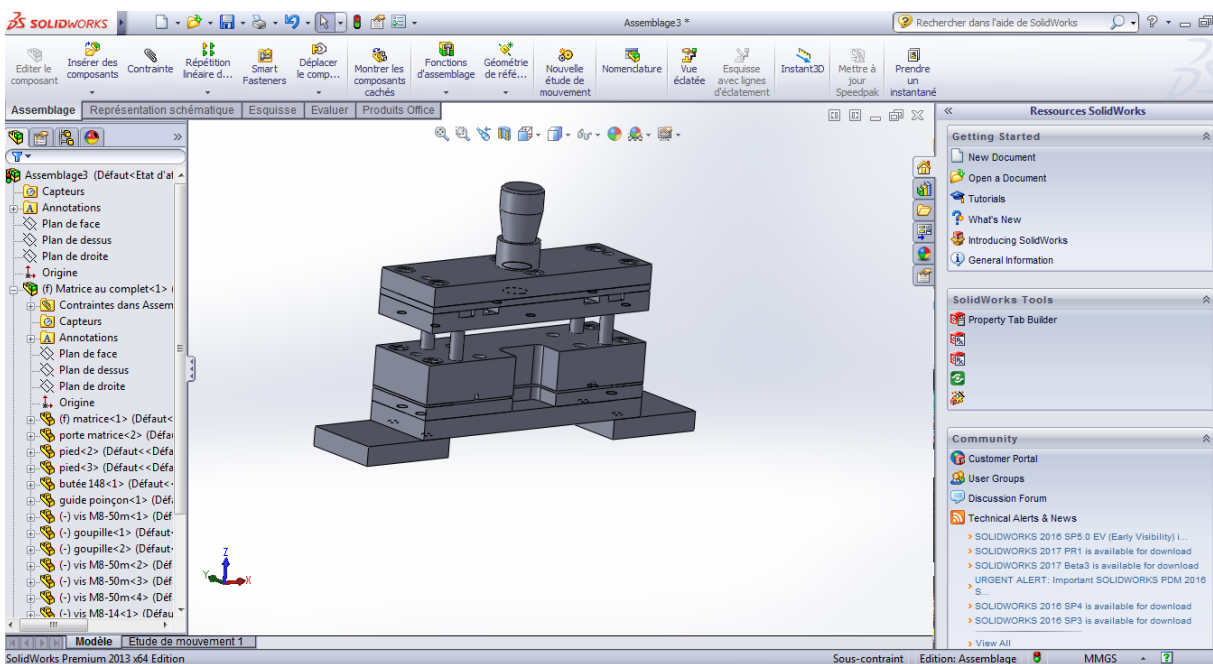 SOLIDWORKS
Assemblage3 *
Rechercher dans l'aide de SolidWorks
Editer le composant
Insérer des composants
Contrainte
Répétition linéaire d...
Smart Fasteners
Déplacer le comp...
Montrer les composants cachés
Fonctions d'assemblage
Géométrie de réfé...
Nouvelle étude de mouvement
Nomenclature
Vue éclatée
Esquisse avec lignes d'éclatement
Instant3D
Mettre à jour Speedpak
Prendre un instantané
Assemblage
Représentation schématique
Esquisse
Evaluer
Produits Office
Assemblage3 (Défaut<Etat d'af
Capteurs
Annotations
Plan de face
Plan de dessus
Plan de droite
Origine
(f) Matrice au complet<1> (
Contraintes dans Assem
Capteurs
Annotations
Plan de face
Plan de dessus
Plan de droite
Origine
(f) matrice<1> (Défaut<
porte matrice<2> (Défau
pied<2> (Défaut<<Défa
pied<3> (Défaut<<Défa
butée 148<1> (Défaut<
guide poinçon<1> (Défa
(-) vis M8-50m<1> (Déf
(-) goupille<1> (Défaut
(-) goupille<2> (Défaut
(-) vis M8-50m<2> (Déf
(-) vis M8-50m<3> (Déf
(-) vis M8-50m<4> (Déf
(-) vis M8-14<1> (Défau
Z
Y
X
Ressources SolidWorks
Getting Started
New Document
Open a Document
Tutorials
What's New
Introducing SolidWorks
General Information
SolidWorks Tools
Property Tab Builder
Community
Customer Portal
User Groups
Discussion Forum
Technical Alerts & News
SOLIDWORKS 2016 SP5.0 EV (Early Visibility) i...
SOLIDWORKS 2017 PR1 is available for download
SOLIDWORKS 2017 Beta3 is available for download
URGENT ALERT: Important SOLIDWORKS PDM 2016 S...
SOLIDWORKS 2016 SP4 is available for download
SOLIDWORKS 2016 SP3 is available for download
View All
Modèle
Etude de mouvement 1
SolidWorks Premium 2013 x64 Edition
Sous-contraint
Edition: Assemblage
MMGS